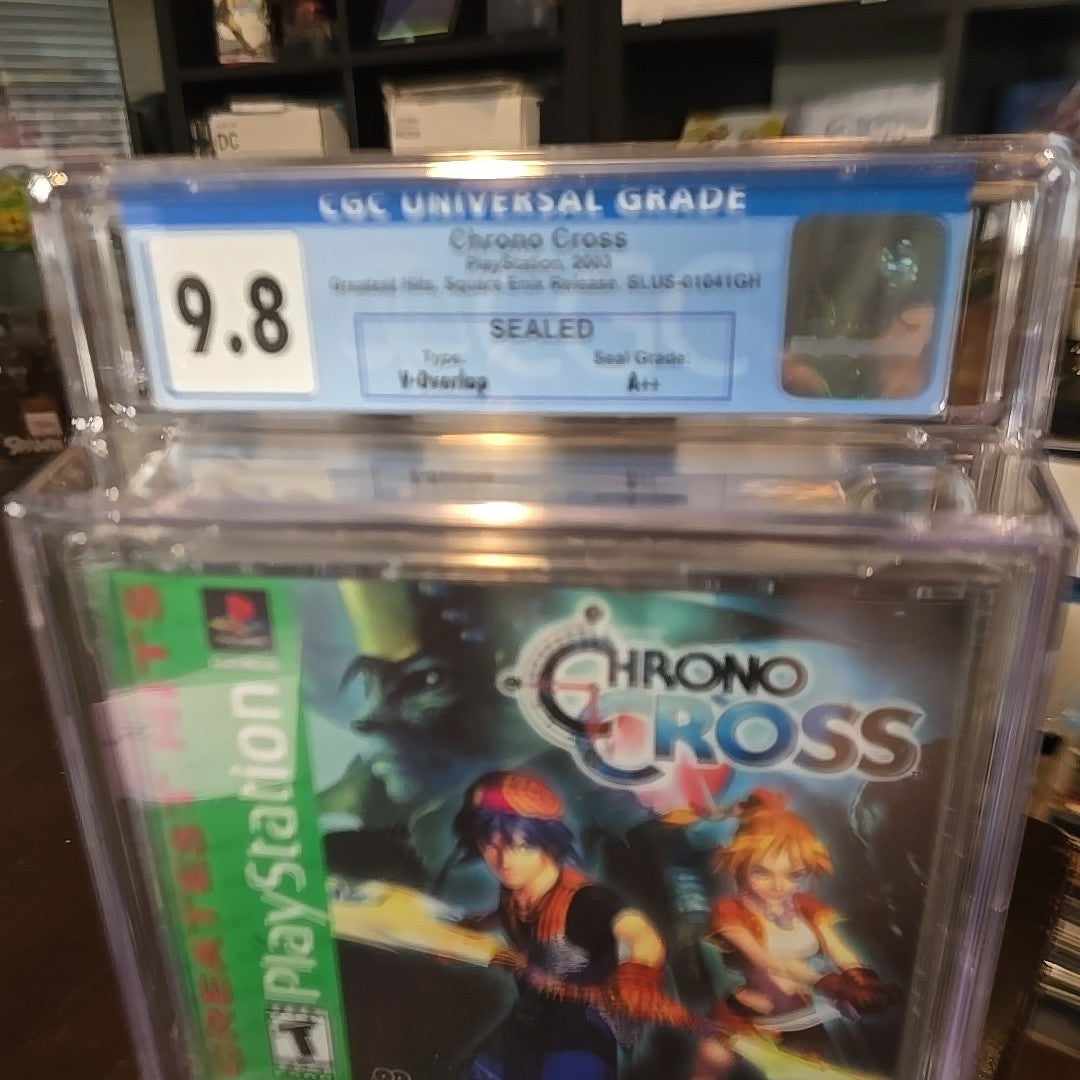 DC
CGC UNIVERSAL GRADE
9.8
Chrono Cross
PlayStation, 2003
Greatest Hits, Square Enix Release, SLUS-01041GH
SEALED
Type: Seal Grade:
V-Overlap A++
CHRONO
CROSS
GREATEST HITS
PlayStation
T